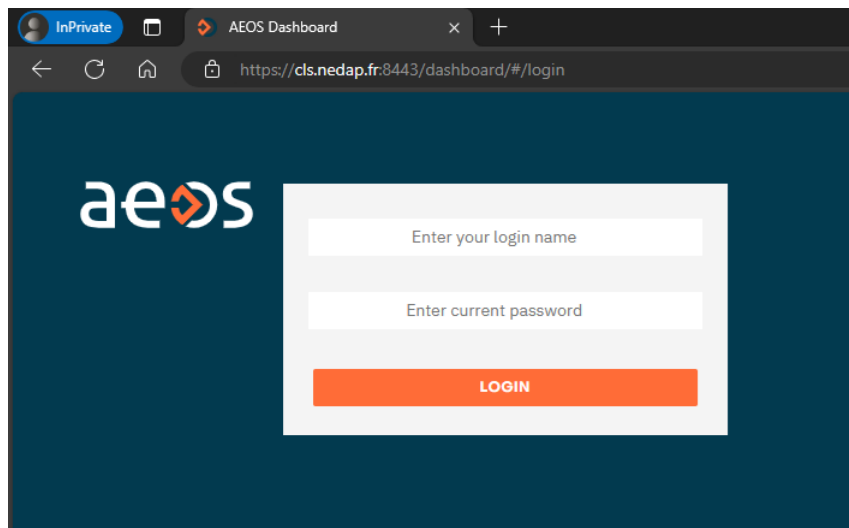 InPrivate
AEOS Dashboard
https://cls.nedap.fr:8443/dashboard/#/login
aeos
Enter your login name
Enter current password
LOGIN